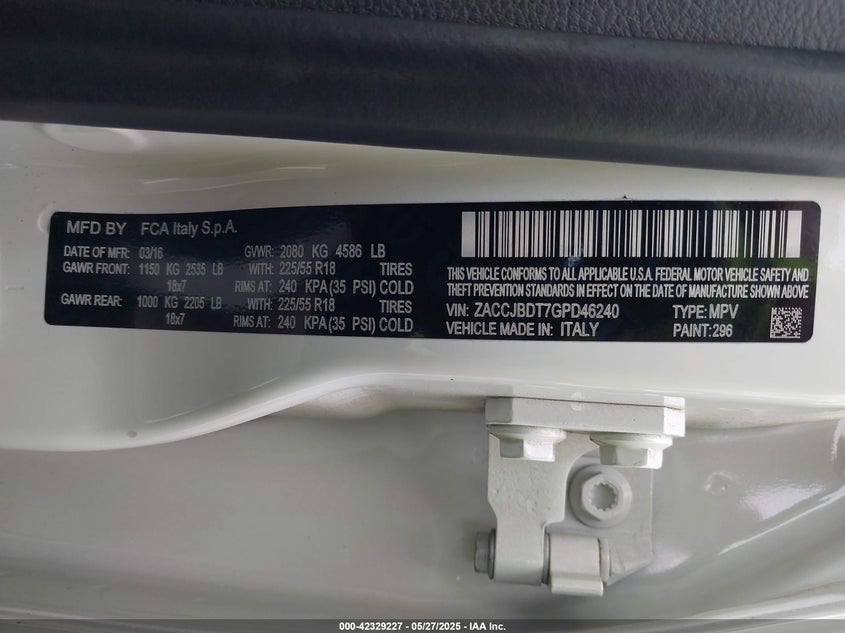 MFD BY FCA Italy S.p.A.
DATE OF MFR: 03/16 GVWR: 2080 KG 4586 LB
GAWR FRONT: 1150 KG 2535 LB WITH: 225/55 R18 TIRES
18x7 RIMS AT: 240 KPA(35 PSI) COLD
GAWR REAR: 1000 KG 2205 LB WITH: 225/55 R18 TIRES
18x7 RIMS AT: 240 KPA(35 PSI) COLD
THIS VEHICLE CONFORMS TO ALL APPLICABLE U.S.A. FEDERAL MOTOR VEHICLE SAFETY AND
THEFT PREVENTION STANDARDS IN EFFECT ON THE DATE OF MANUFACTURE SHOWN ABOVE
VIN: ZACCJBDT7GPD46240 TYPE: MPV
VEHICLE MADE IN: ITALY PAINT: 296
000-42329227 - 05/27/2025 - IAA Inc.